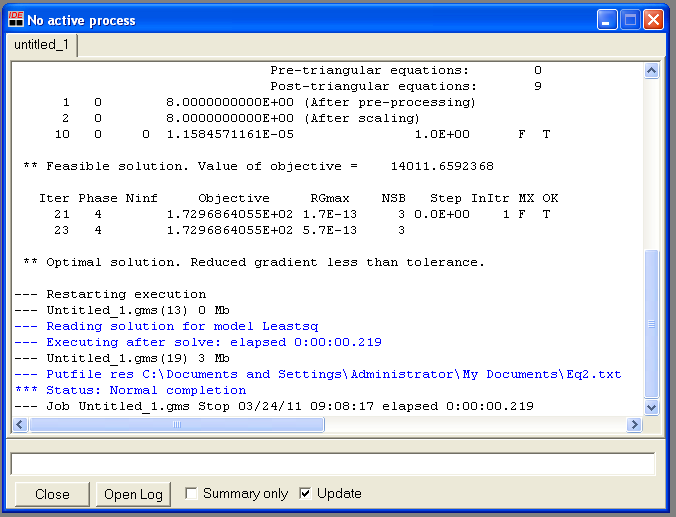 IDE No active process
untitled_1
Pre-triangular equations: 0
Post-triangular equations: 9
1 0 8.0000000000E+00 (After pre-processing)
2 0 8.0000000000E+00 (After scaling)
10 0 0 1.1584571161E-05 1.0E+00 F T
** Feasible solution. Value of objective = 14011.6592368
Iter Phase Ninf Objective RGmax NSB Step InItr MX OK
21 4 1.7296864055E+02 1.7E-13 3 0.0E+00 1 F T
23 4 1.7296864055E+02 5.7E-13 3
** Optimal solution. Reduced gradient less than tolerance.
--- Restarting execution
--- Untitled_1.gms(13) 0 Mb
--- Reading solution for model Leastsq
--- Executing after solve: elapsed 0:00:00.219
--- Untitled_1.gms(19) 3 Mb
--- Putfile res C:\Documents and Settings\Administrator\My Documents\Eq2.txt
*** Status: Normal completion
--- Job Untitled_1.gms Stop 03/24/11 09:08:17 elapsed 0:00:00.219
Close Open Log Summary only Update